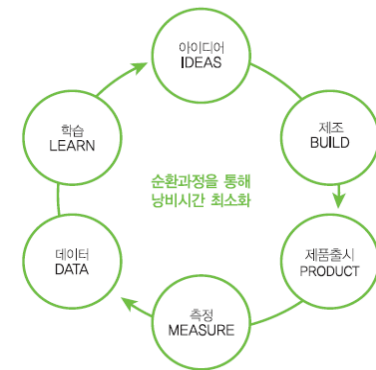 아이디어
IDEAS
제조
BUILD
제품출시
PRODUCT
측정
MEASURE
데이터
DATA
학습
LEARN
순환과정을 통해
낭비시간 최소화